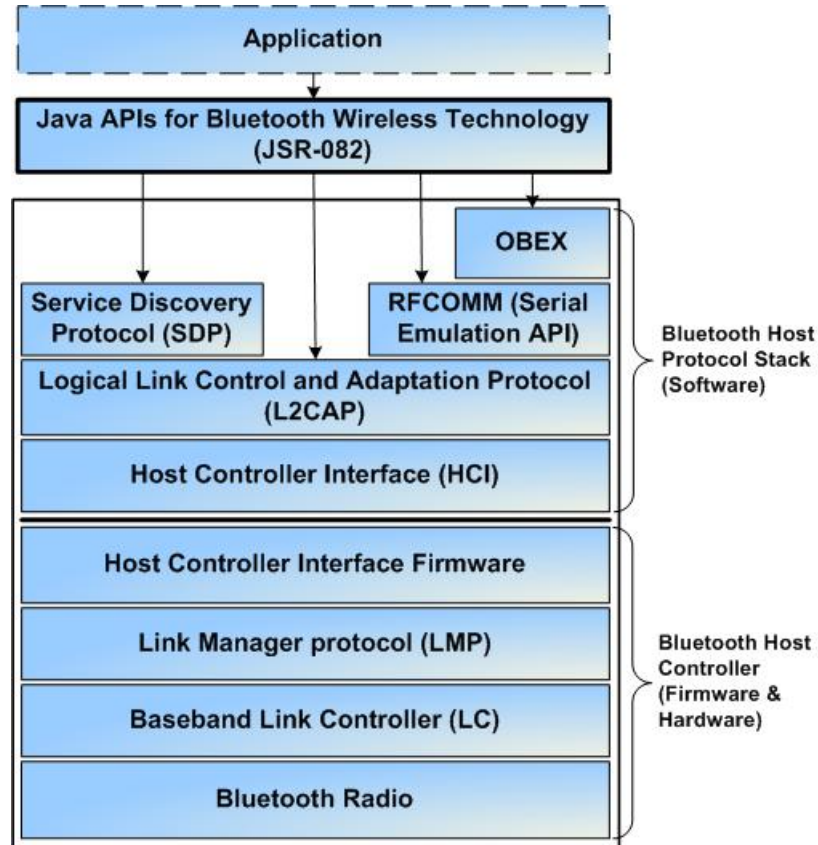 Application
Java APIs for Bluetooth Wireless Technology
(JSR-082)
OBEX
Service Discovery
Protocol (SDP)
RFCOMM (Serial
Emulation API)
Logical Link Control and Adaptation Protocol
(L2CAP)
Host Controller Interface (HCI)
Bluetooth Host
Protocol Stack
(Software)
Host Controller Interface Firmware
Link Manager protocol (LMP)
Baseband Link Controller (LC)
Bluetooth Radio
Bluetooth Host
Controller
(Firmware &
Hardware)